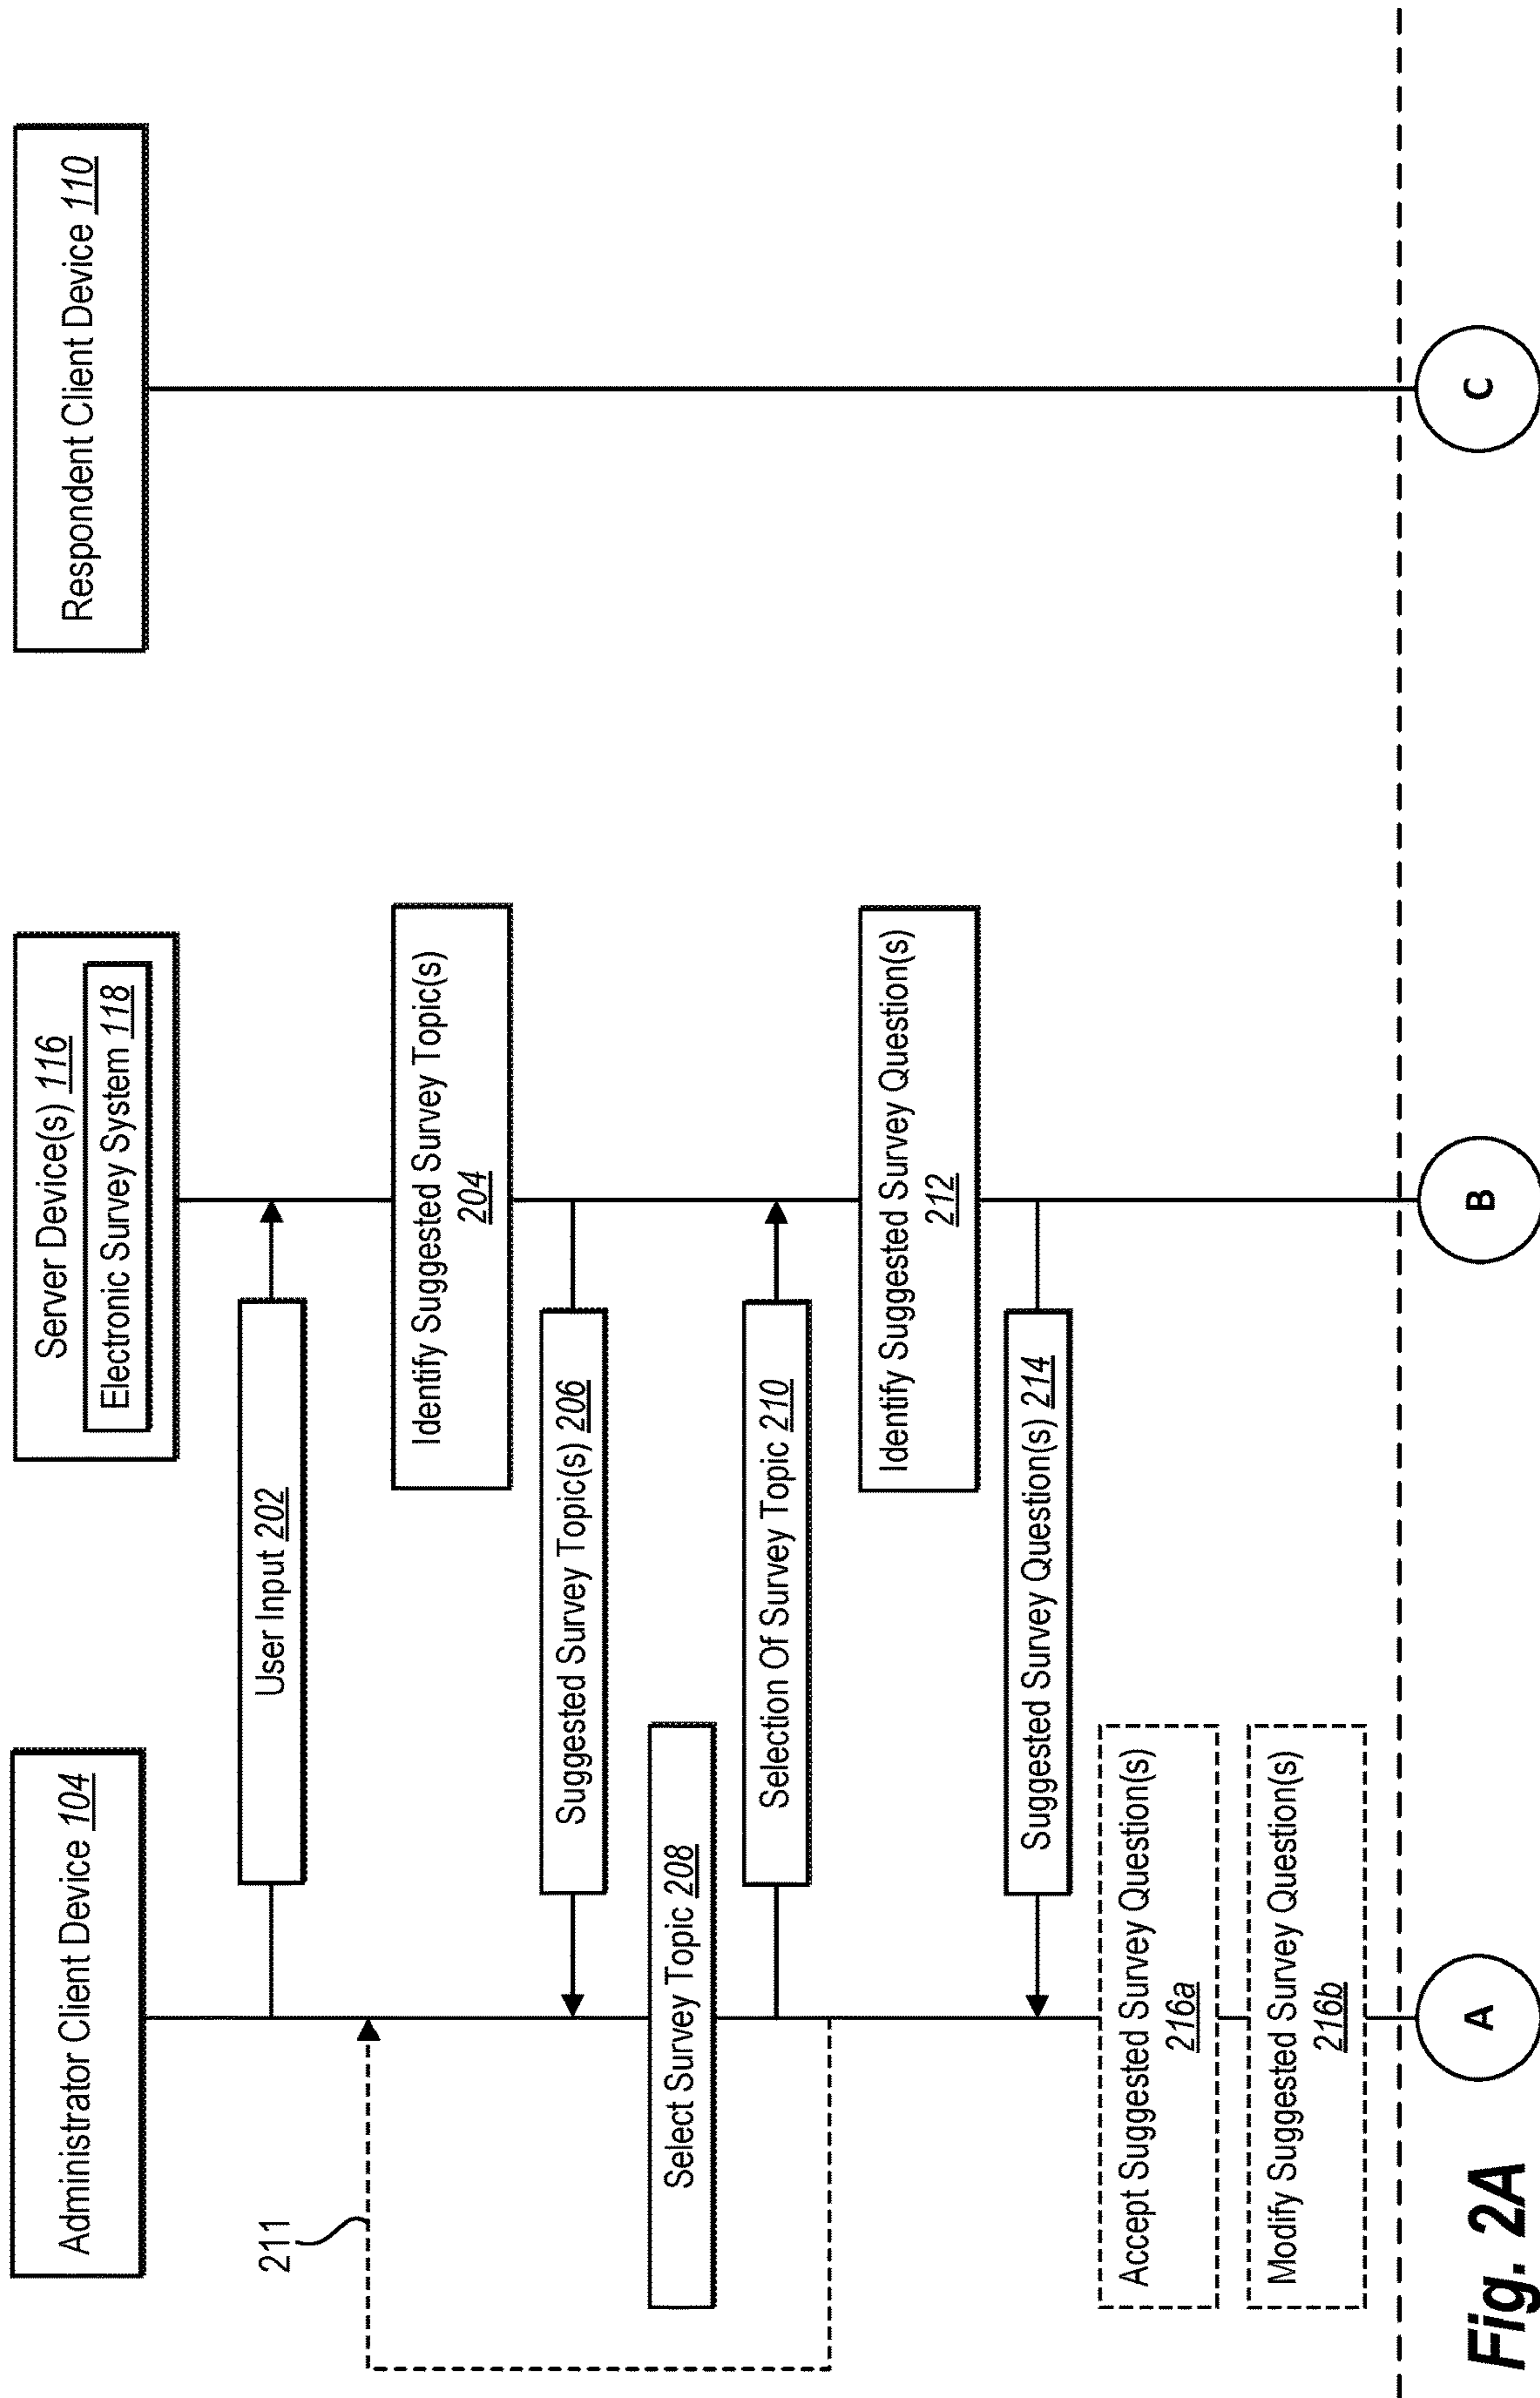 Administrator Client Device 104
Server Device(s) 116
Electronic Survey System 118
Respondent Client Device 110
User Input 202
211
Identify Suggested Survey Topic(s)
204
Suggested Survey Topic(s) 206
Select Survey Topic 208
Selection Of Survey Topic 210
Identify Suggested Survey Question(s)
212
Suggested Survey Question(s) 214
Accept Suggested Survey Question(s)
216a
Modify Suggested Survey Question(s)
216b
A
B
C
Fig. 2A